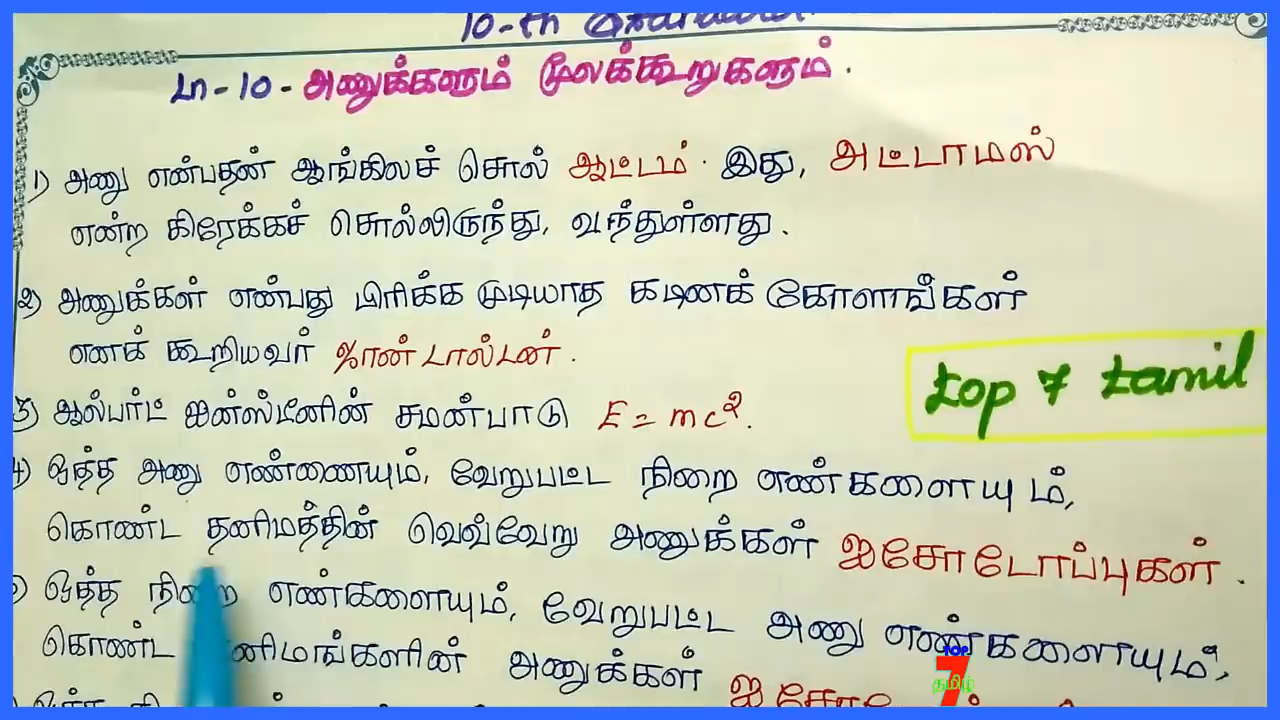 10-th
பா-10-அணுக்களும் மூலக்கூறுகளும்.
1) அணு என்பதன் ஆங்கிலச் சொல் ஆட்டம். இது, அட்டாமஸ்
என்ற கிரேக்கச் சொல்லிருந்து, வந்துள்ளது.
2) அணுக்கள் என்பது பிரிக்க முடியாத கடினக் கோளங்கள்
எனக் கூறியவர் ஜான் டால்டன்.
3) ஆல்பர்ட் ஐன்ஸ்டீனின் சமன்பாடு E = mc².
top 7 tamil
4) ஒத்த அணு எண்ணையும், வேறுபட்ட நிறை எண்களையும்,
கொண்ட தனிமத்தின் வெவ்வேறு அணுக்கள் ஐசோடோப்புகள்.
ஒத்த நிறை எண்களையும், வேறுபட்ட அணு எண்களையும்,
கொண்ட தனிமங்களின் அணுக்கள்
TOP
7
தமிழ்